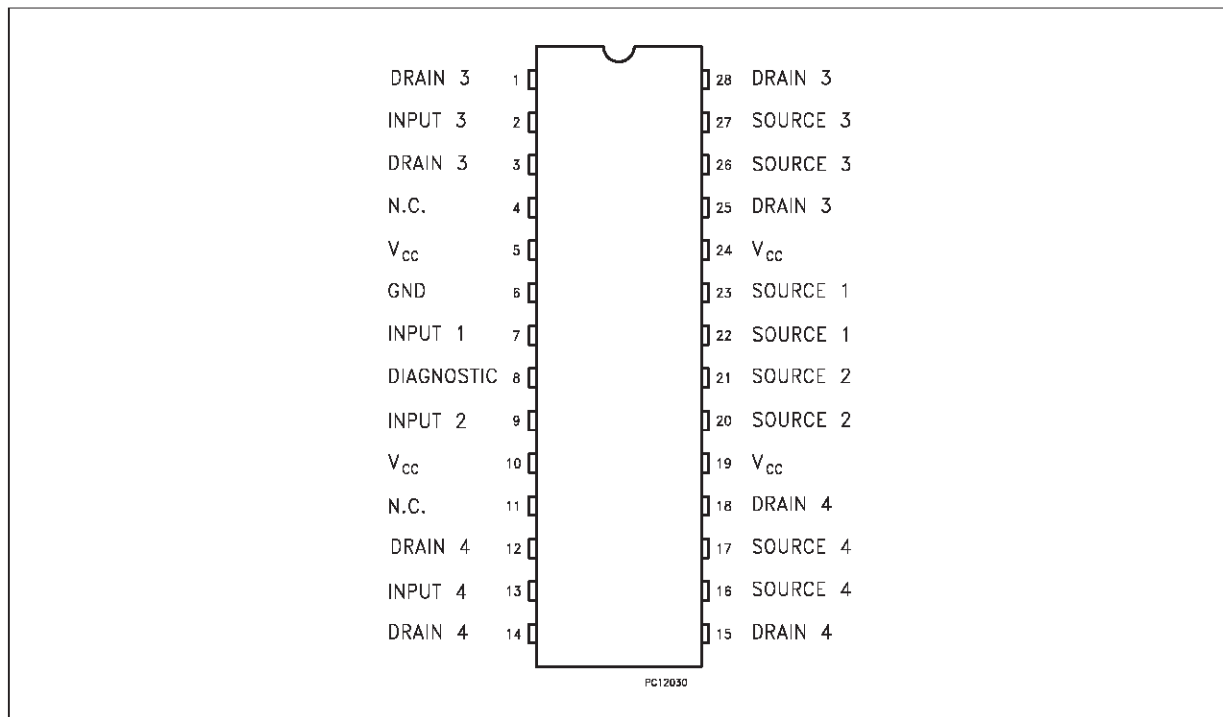 DRAIN 3 1 28 DRAIN 3
INPUT 3 2 27 SOURCE 3
DRAIN 3 3 26 SOURCE 3
N.C. 4 25 DRAIN 3
VCC 5 24 VCC
GND 6 23 SOURCE 1
INPUT 1 7 22 SOURCE 1
DIAGNOSTIC 8 21 SOURCE 2
INPUT 2 9 20 SOURCE 2
VCC 10 19 VCC
N.C. 11 18 DRAIN 4
DRAIN 4 12 17 SOURCE 4
INPUT 4 13 16 SOURCE 4
DRAIN 4 14 15 DRAIN 4
PC12030